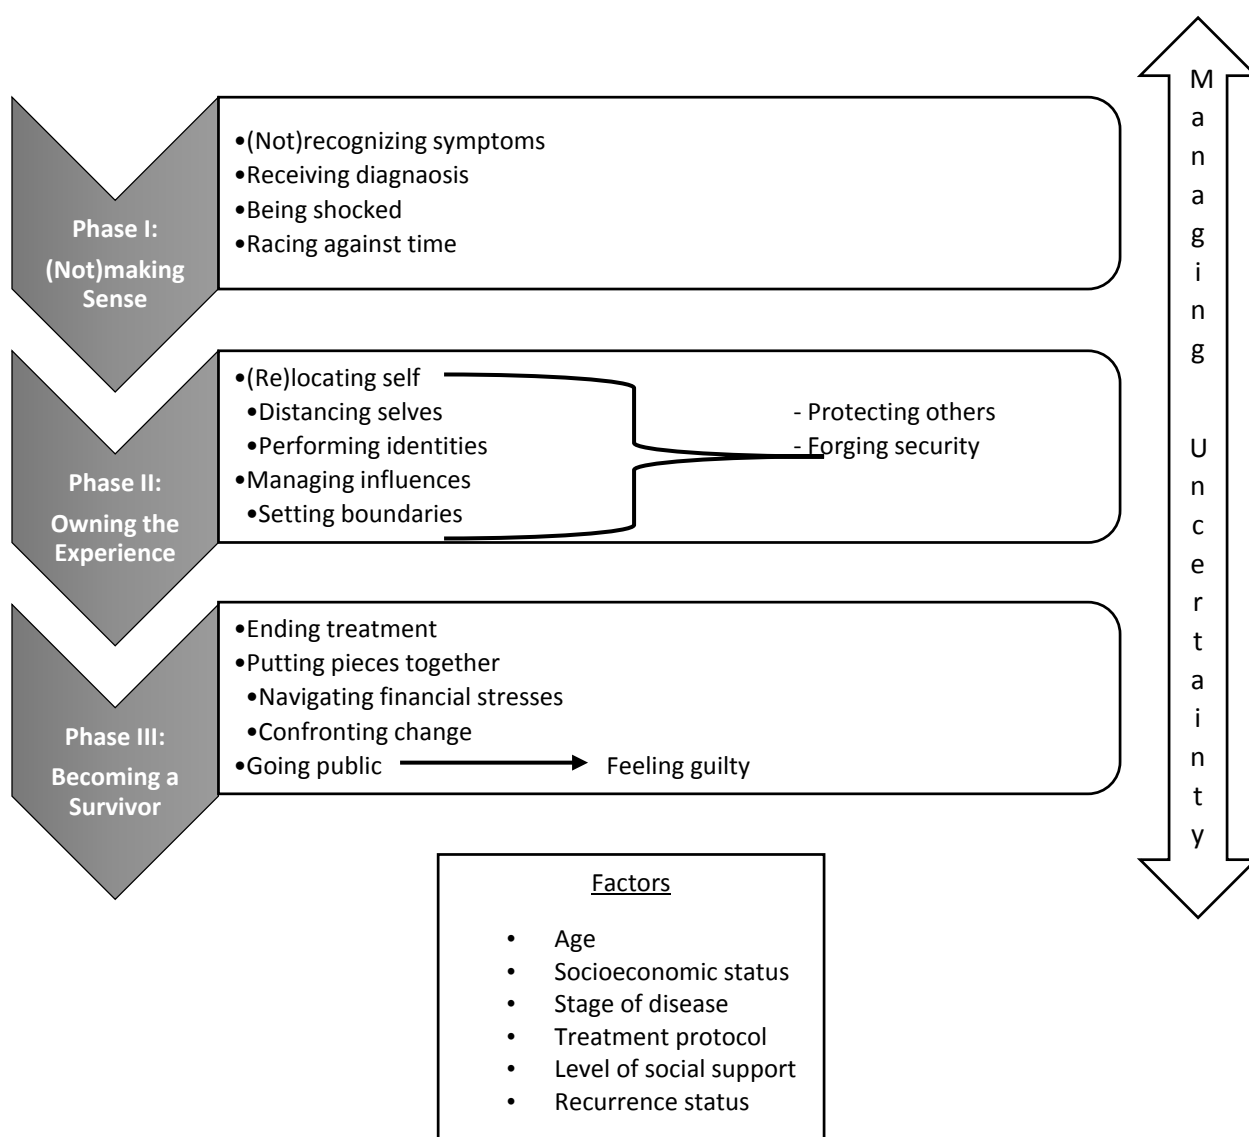 Phase I:
(Not)making
Sense
•(Not)recognizing symptoms
•Receiving diagnaosis
•Being shocked
•Racing against time
Phase II:
Owning the
Experience
•(Re)locating self
•Distancing selves
•Performing identities
•Managing influences
•Setting boundaries
- Protecting others
- Forging security
Phase III:
Becoming a
Survivor
•Ending treatment
•Putting pieces together
•Navigating financial stresses
•Confronting change
•Going public
Feeling guilty
Managing Uncertainty
Factors
• Age
• Socioeconomic status
• Stage of disease
• Treatment protocol
• Level of social support
• Recurrence status